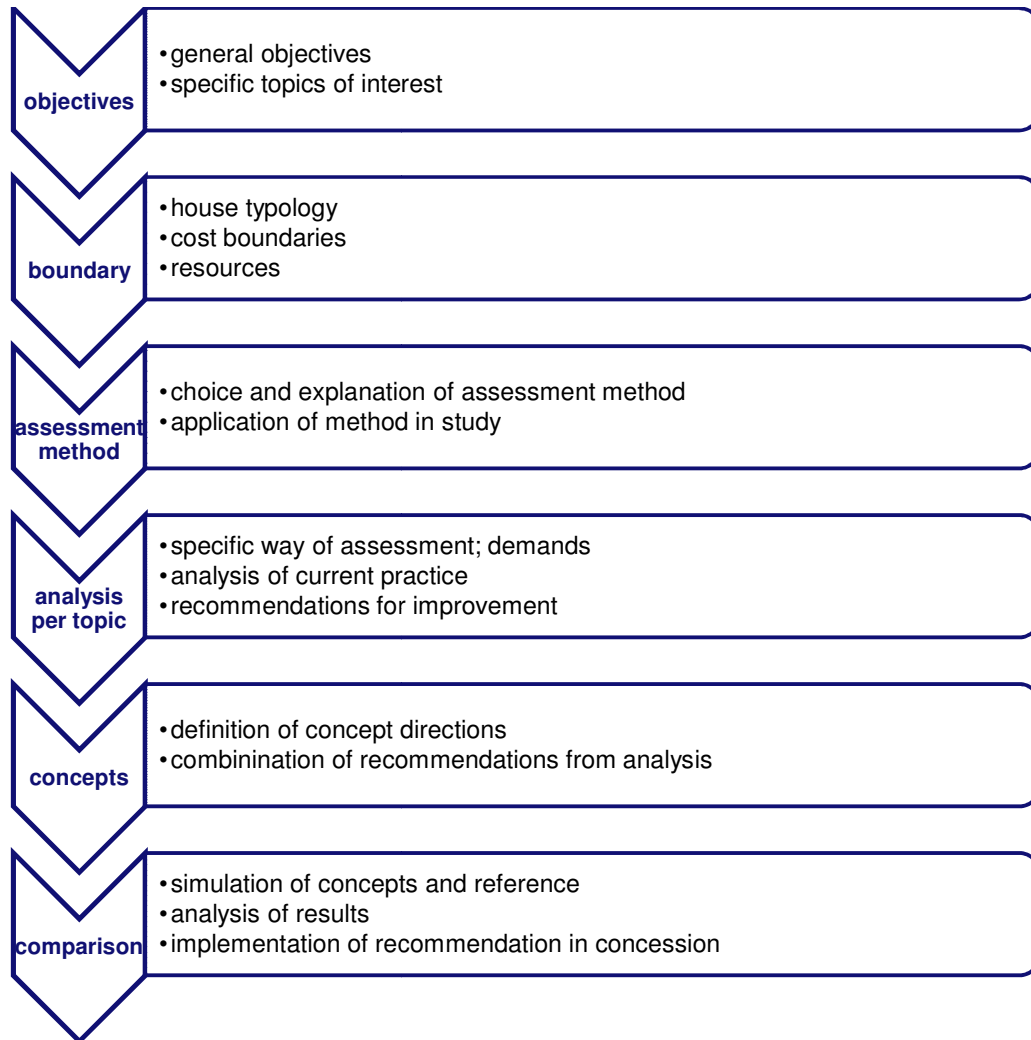 objectives
•general objectives
•specific topics of interest
boundary
•house typology
•cost boundaries
•resources
assessment
method
•choice and explanation of assessment method
•application of method in study
analysis
per topic
•specific way of assessment; demands
•analysis of current practice
•recommendations for improvement
concepts
•definition of concept directions
•combinination of recommendations from analysis
comparison
•simulation of concepts and reference
•analysis of results
•implementation of recommendation in concession